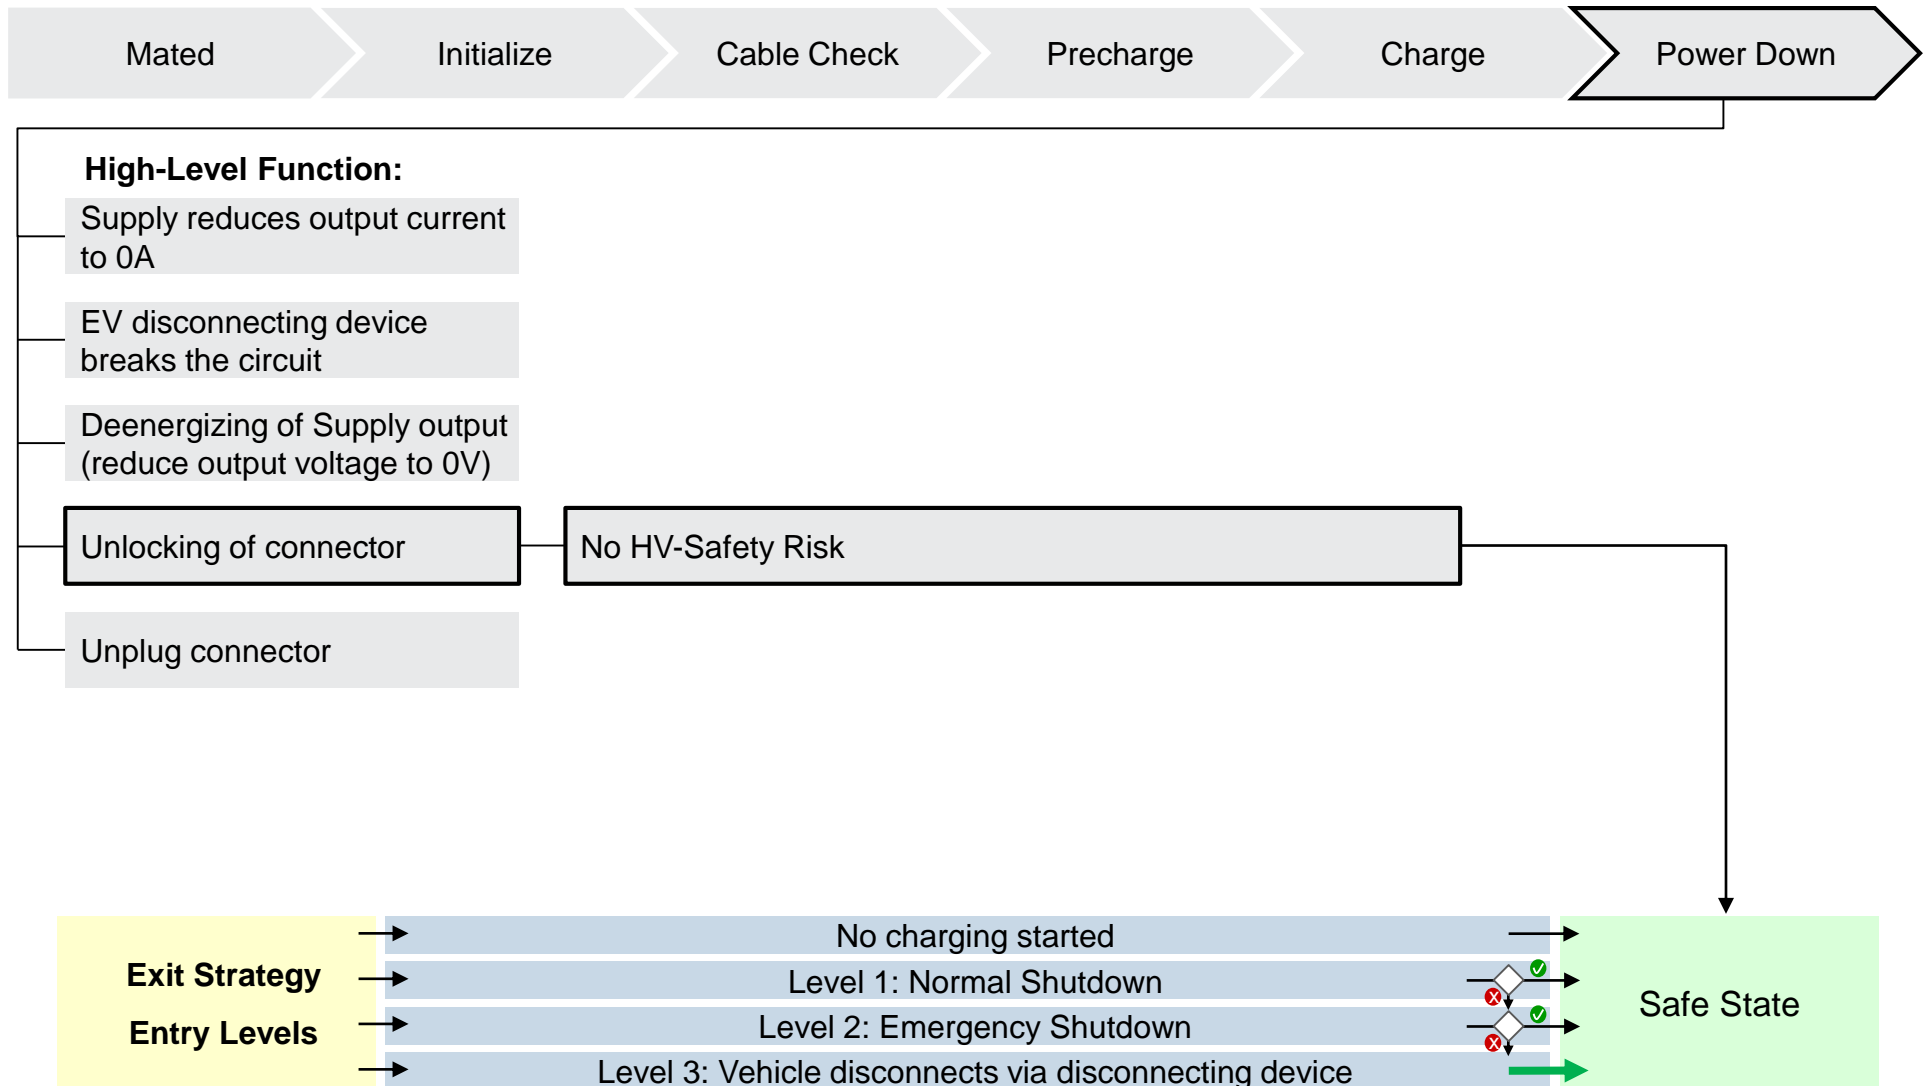 Mated
Initialize
Cable Check
Precharge
Charge
Power Down
High-Level Function:
Supply reduces output current
to 0A
EV disconnecting device
breaks the circuit
Deenergizing of Supply output
(reduce output voltage to 0V)
Unlocking of connector
No HV-Safety Risk
Unplug connector
Exit Strategy
Entry Levels
No charging started
Level 1: Normal Shutdown
X
Level 2: Emergency Shutdown
X
Level 3: Vehicle disconnects via disconnecting device
Safe State